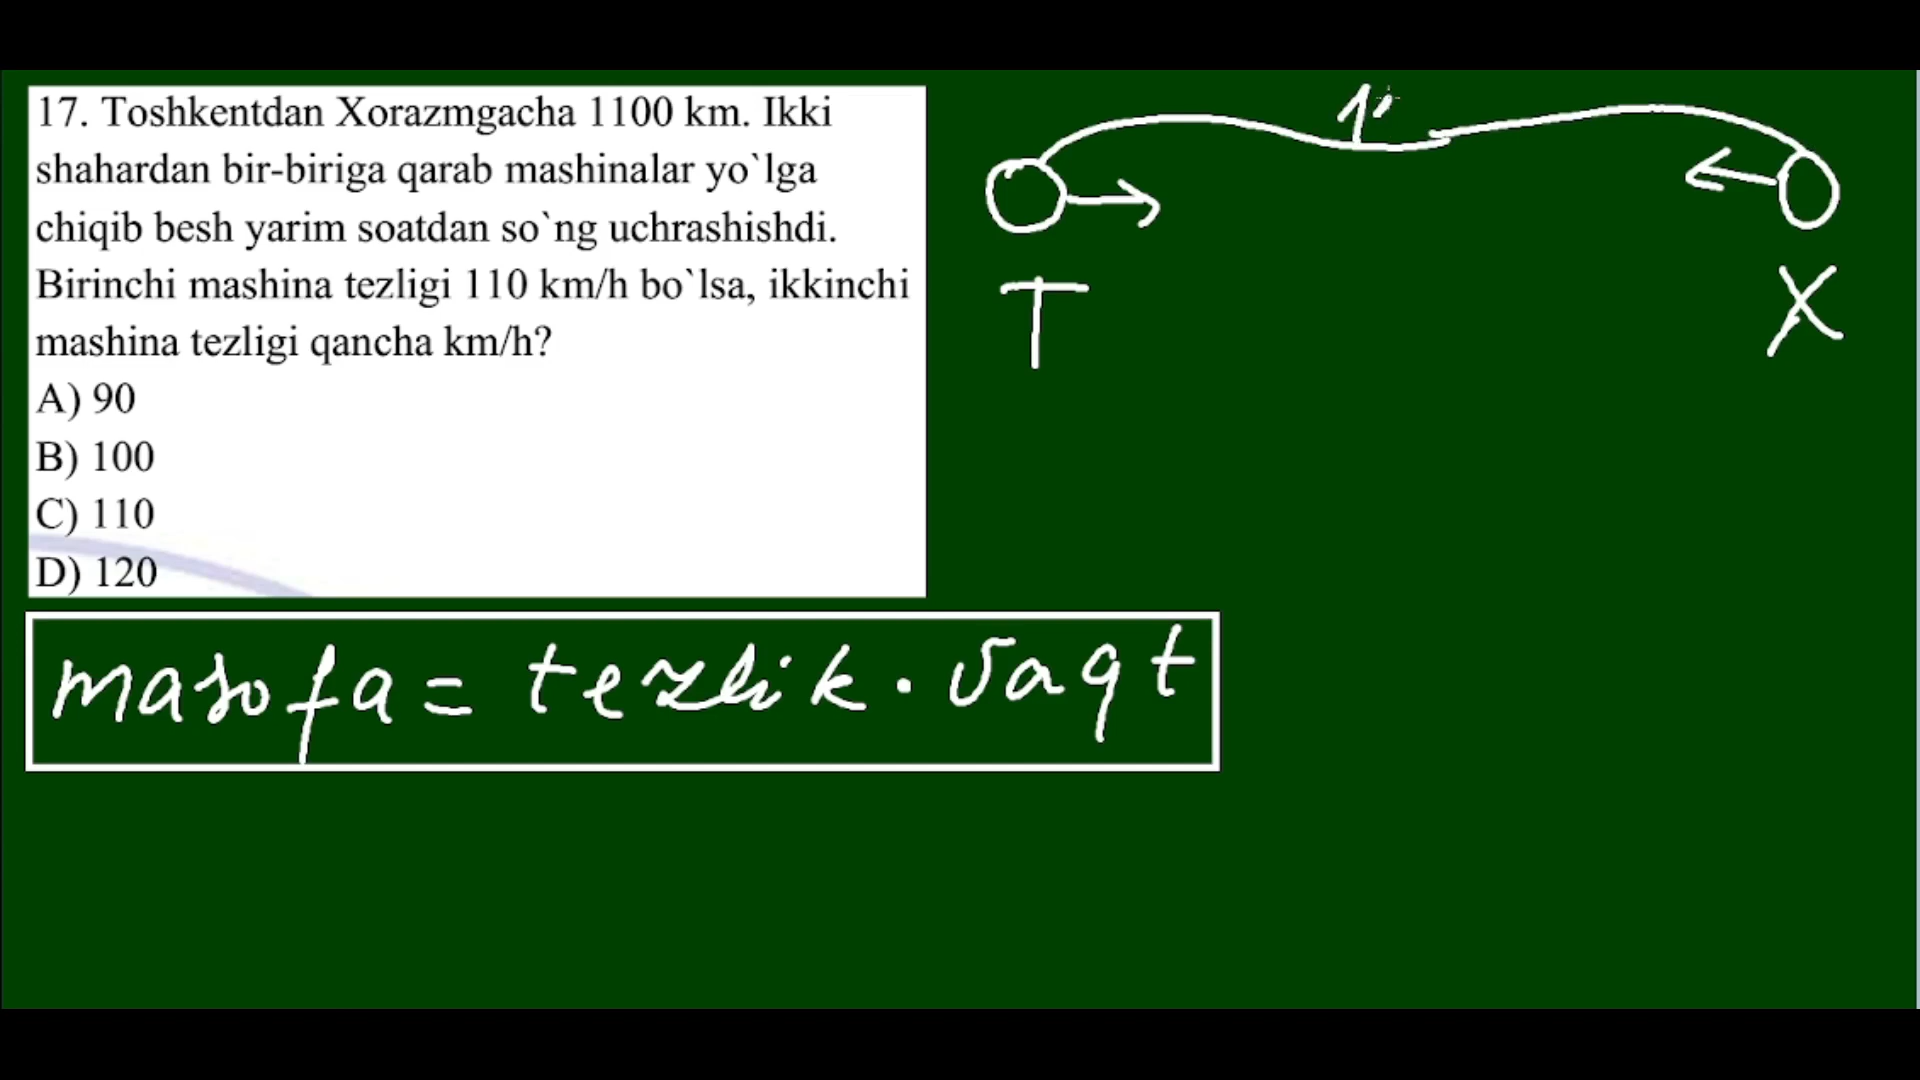 17. Toshkentdan Xorazmgacha 1100 km. Ikki
shahardan bir-biriga qarab mashinalar yo`lga
chiqib besh yarim soatdan so`ng uchrashishdi.
Birinchi mashina tezligi 110 km/h bo`lsa, ikkinchi
mashina tezligi qancha km/h?
A) 90
B) 100
C) 110
D) 120
T
X
masofa = tezlik · vaqt